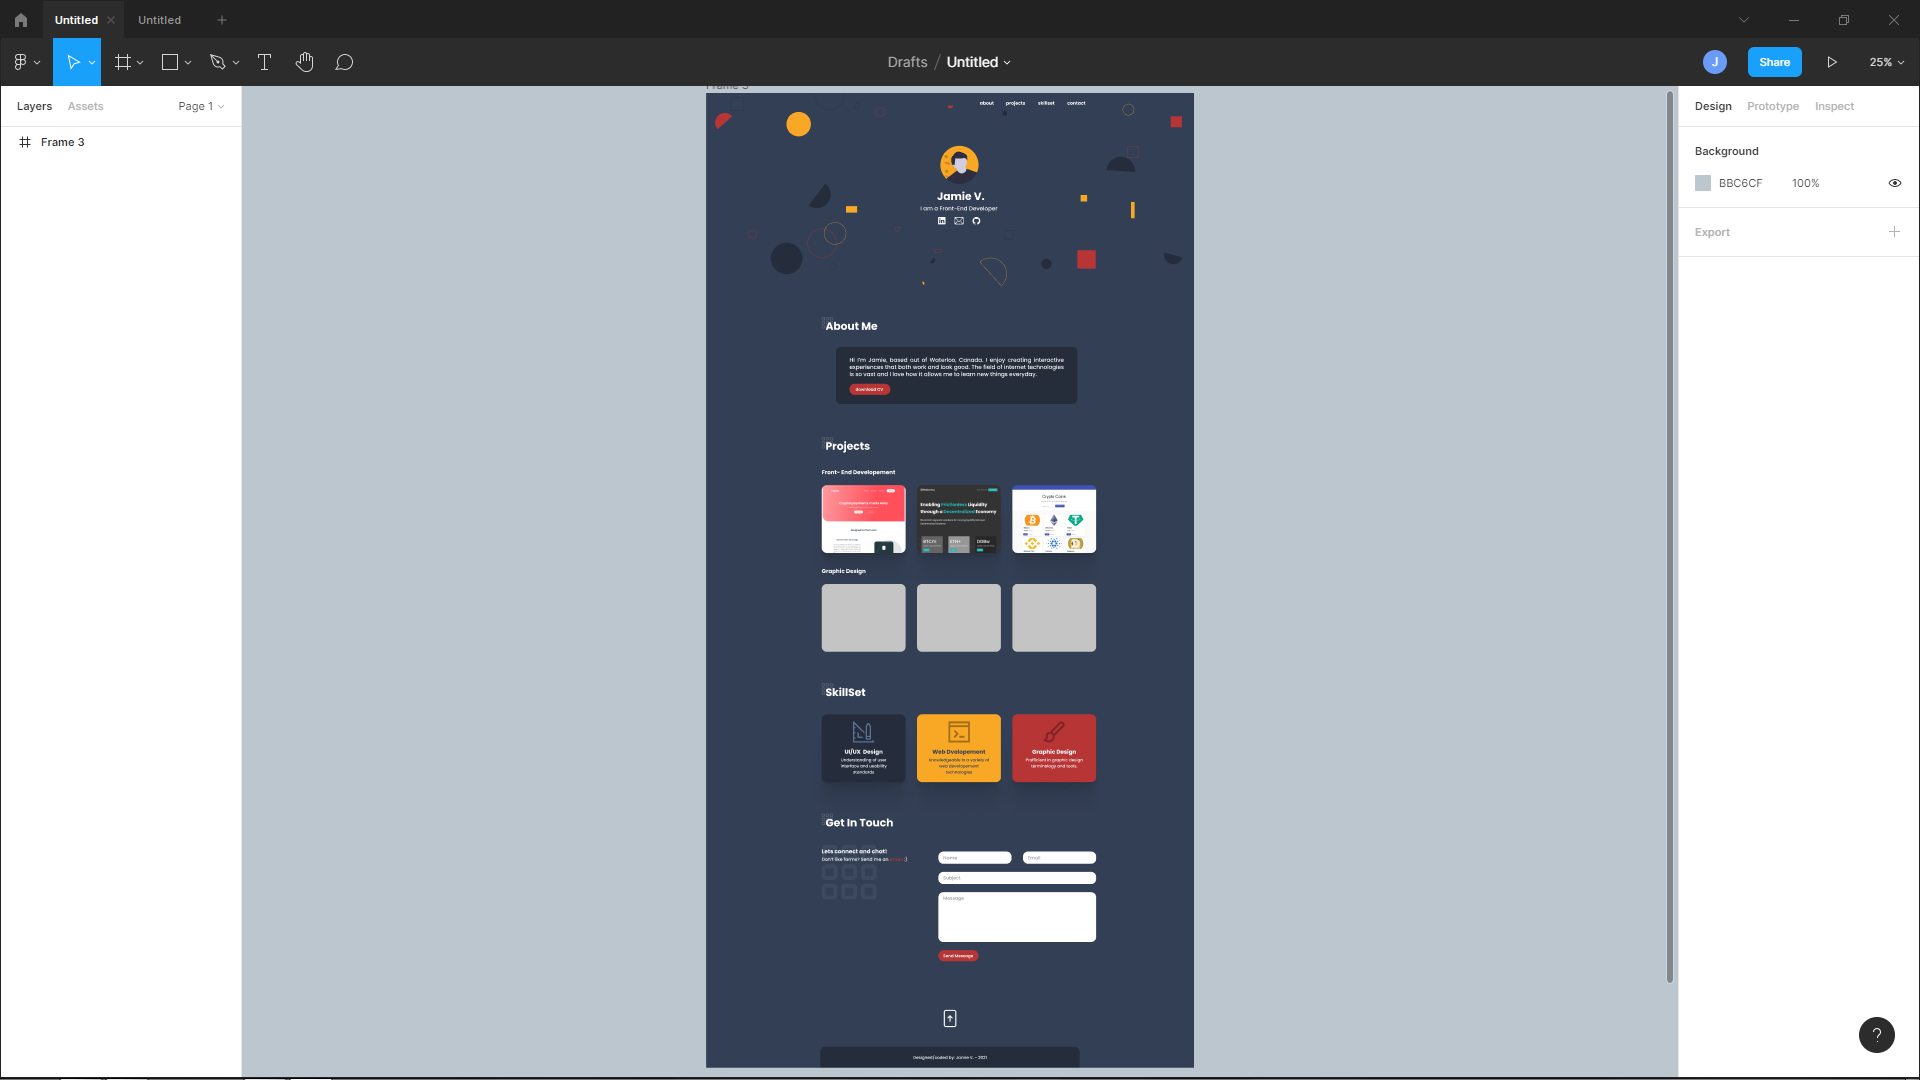 Untitled
Untitled
Drafts / Untitled
J
Share
25%
Layers
Assets
Page 1
Frame 3
Frame 3
Design
Prototype
Inspect
Background
BBC6CF
100%
Export
about
projects
skillset
contact
Jamie V.
I am a Front-End Developer
About Me
Hi I'm Jamie, based out of Waterloo, Canada. I enjoy creating interactive
experiences that both work and look good. The field of internet technologies
is so vast and I love how it allows me to learn new things everyday.
download CV
Projects
Front- End Developement
Enabling Frictionless Liquidity
through a Decentralized Economy
Crypto Coins
Graphic Design
SkillSet
UI/UX Design
Understanding of user
interface and usability
standards
Web Dvelopement
Knowledgeable in a variety of
web developement
technologies
Graphic Design
Profficient in graphic design
terminology and tools.
Get In Touch
Lets connect and chat!
Don't like forms? Send me an email :)
Name
Email
Subject
Message
Send Message
Designed/coded by: Jamie V. - 2021
?